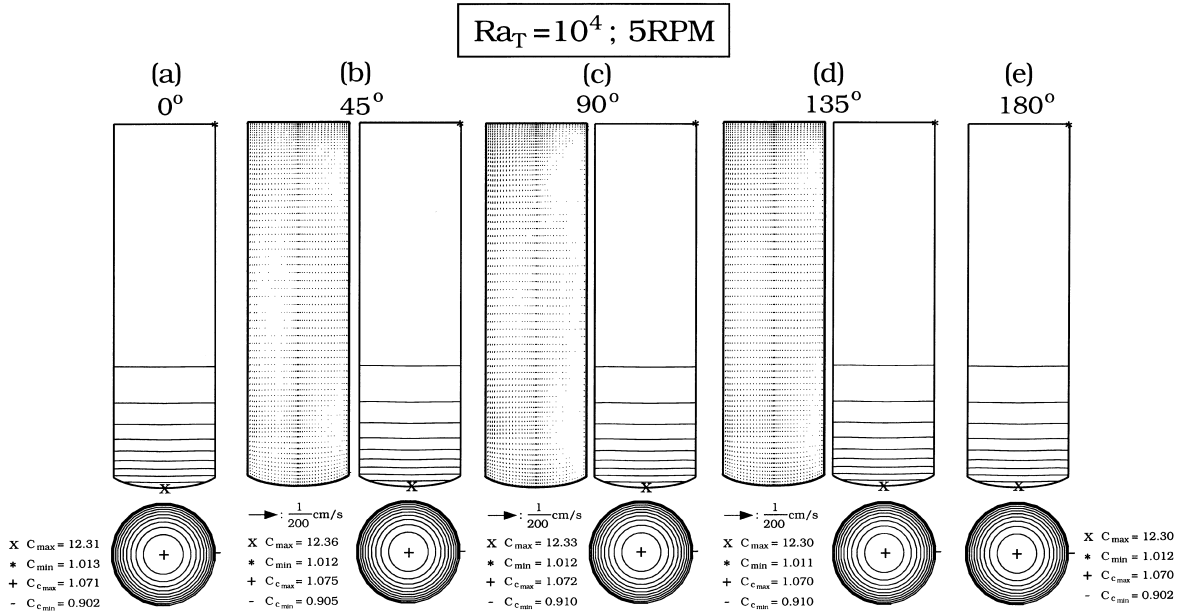 Ra_T = 10^4 ; 5RPM
(a)
0°
(b)
45°
(c)
90°
(d)
135°
(e)
180°
* * * * *
X X X X X
+ - + - + - + - + -
X C_max = 12.31
* C_min = 1.013
+ C_c_max = 1.071
- C_c_min = 0.902
: 1/200 cm/s
X C_max = 12.36
* C_min = 1.012
+ C_c_max = 1.075
- C_c_min = 0.905
: 1/200 cm/s
X C_max = 12.33
* C_min = 1.012
+ C_c_max = 1.072
- C_c_min = 0.910
: 1/200 cm/s
X C_max = 12.30
* C_min = 1.011
+ C_c_max = 1.070
- C_c_min = 0.910
X C_max = 12.30
* C_min = 1.012
+ C_c_max = 1.070
- C_c_min = 0.902